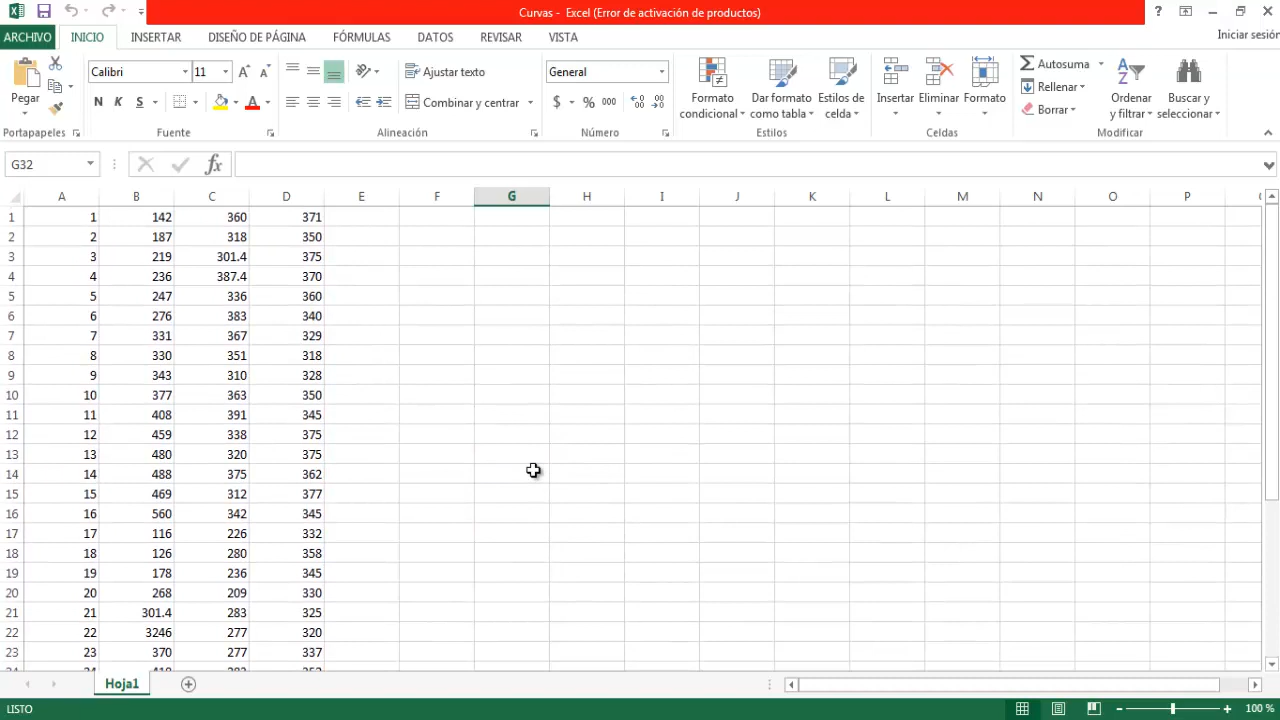 Curvas - Excel (Error de activación de productos)
ARCHIVO INICIO INSERTAR DISEÑO DE PÁGINA FÓRMULAS DATOS REVISAR VISTA Iniciar sesión
Pegar Calibri 11 N K S Ajustar texto Combinar y centrar General $ % 000 Formato condicional Dar formato como tabla Estilos de celda Insertar Eliminar Formato Autosuma Rellenar Borrar Ordenar y filtrar Buscar y seleccionar
Portapapeles Fuente Alineación Número Estilos Celdas Modificar
G32 fx
A B C D E F G H I J K L M N O P
1 1 142 360 371
2 2 187 318 350
3 3 219 301.4 375
4 4 236 387.4 370
5 5 247 336 360
6 6 276 383 340
7 7 331 367 329
8 8 330 351 318
9 9 343 310 328
10 10 377 363 350
11 11 408 391 345
12 12 459 338 375
13 13 480 320 375
14 14 488 375 362
15 15 469 312 377
16 16 560 342 345
17 17 116 226 332
18 18 126 280 358
19 19 178 236 345
20 20 268 209 330
21 21 301.4 283 325
22 22 3246 277 320
23 23 370 277 337
Hoja1
LISTO 100 %